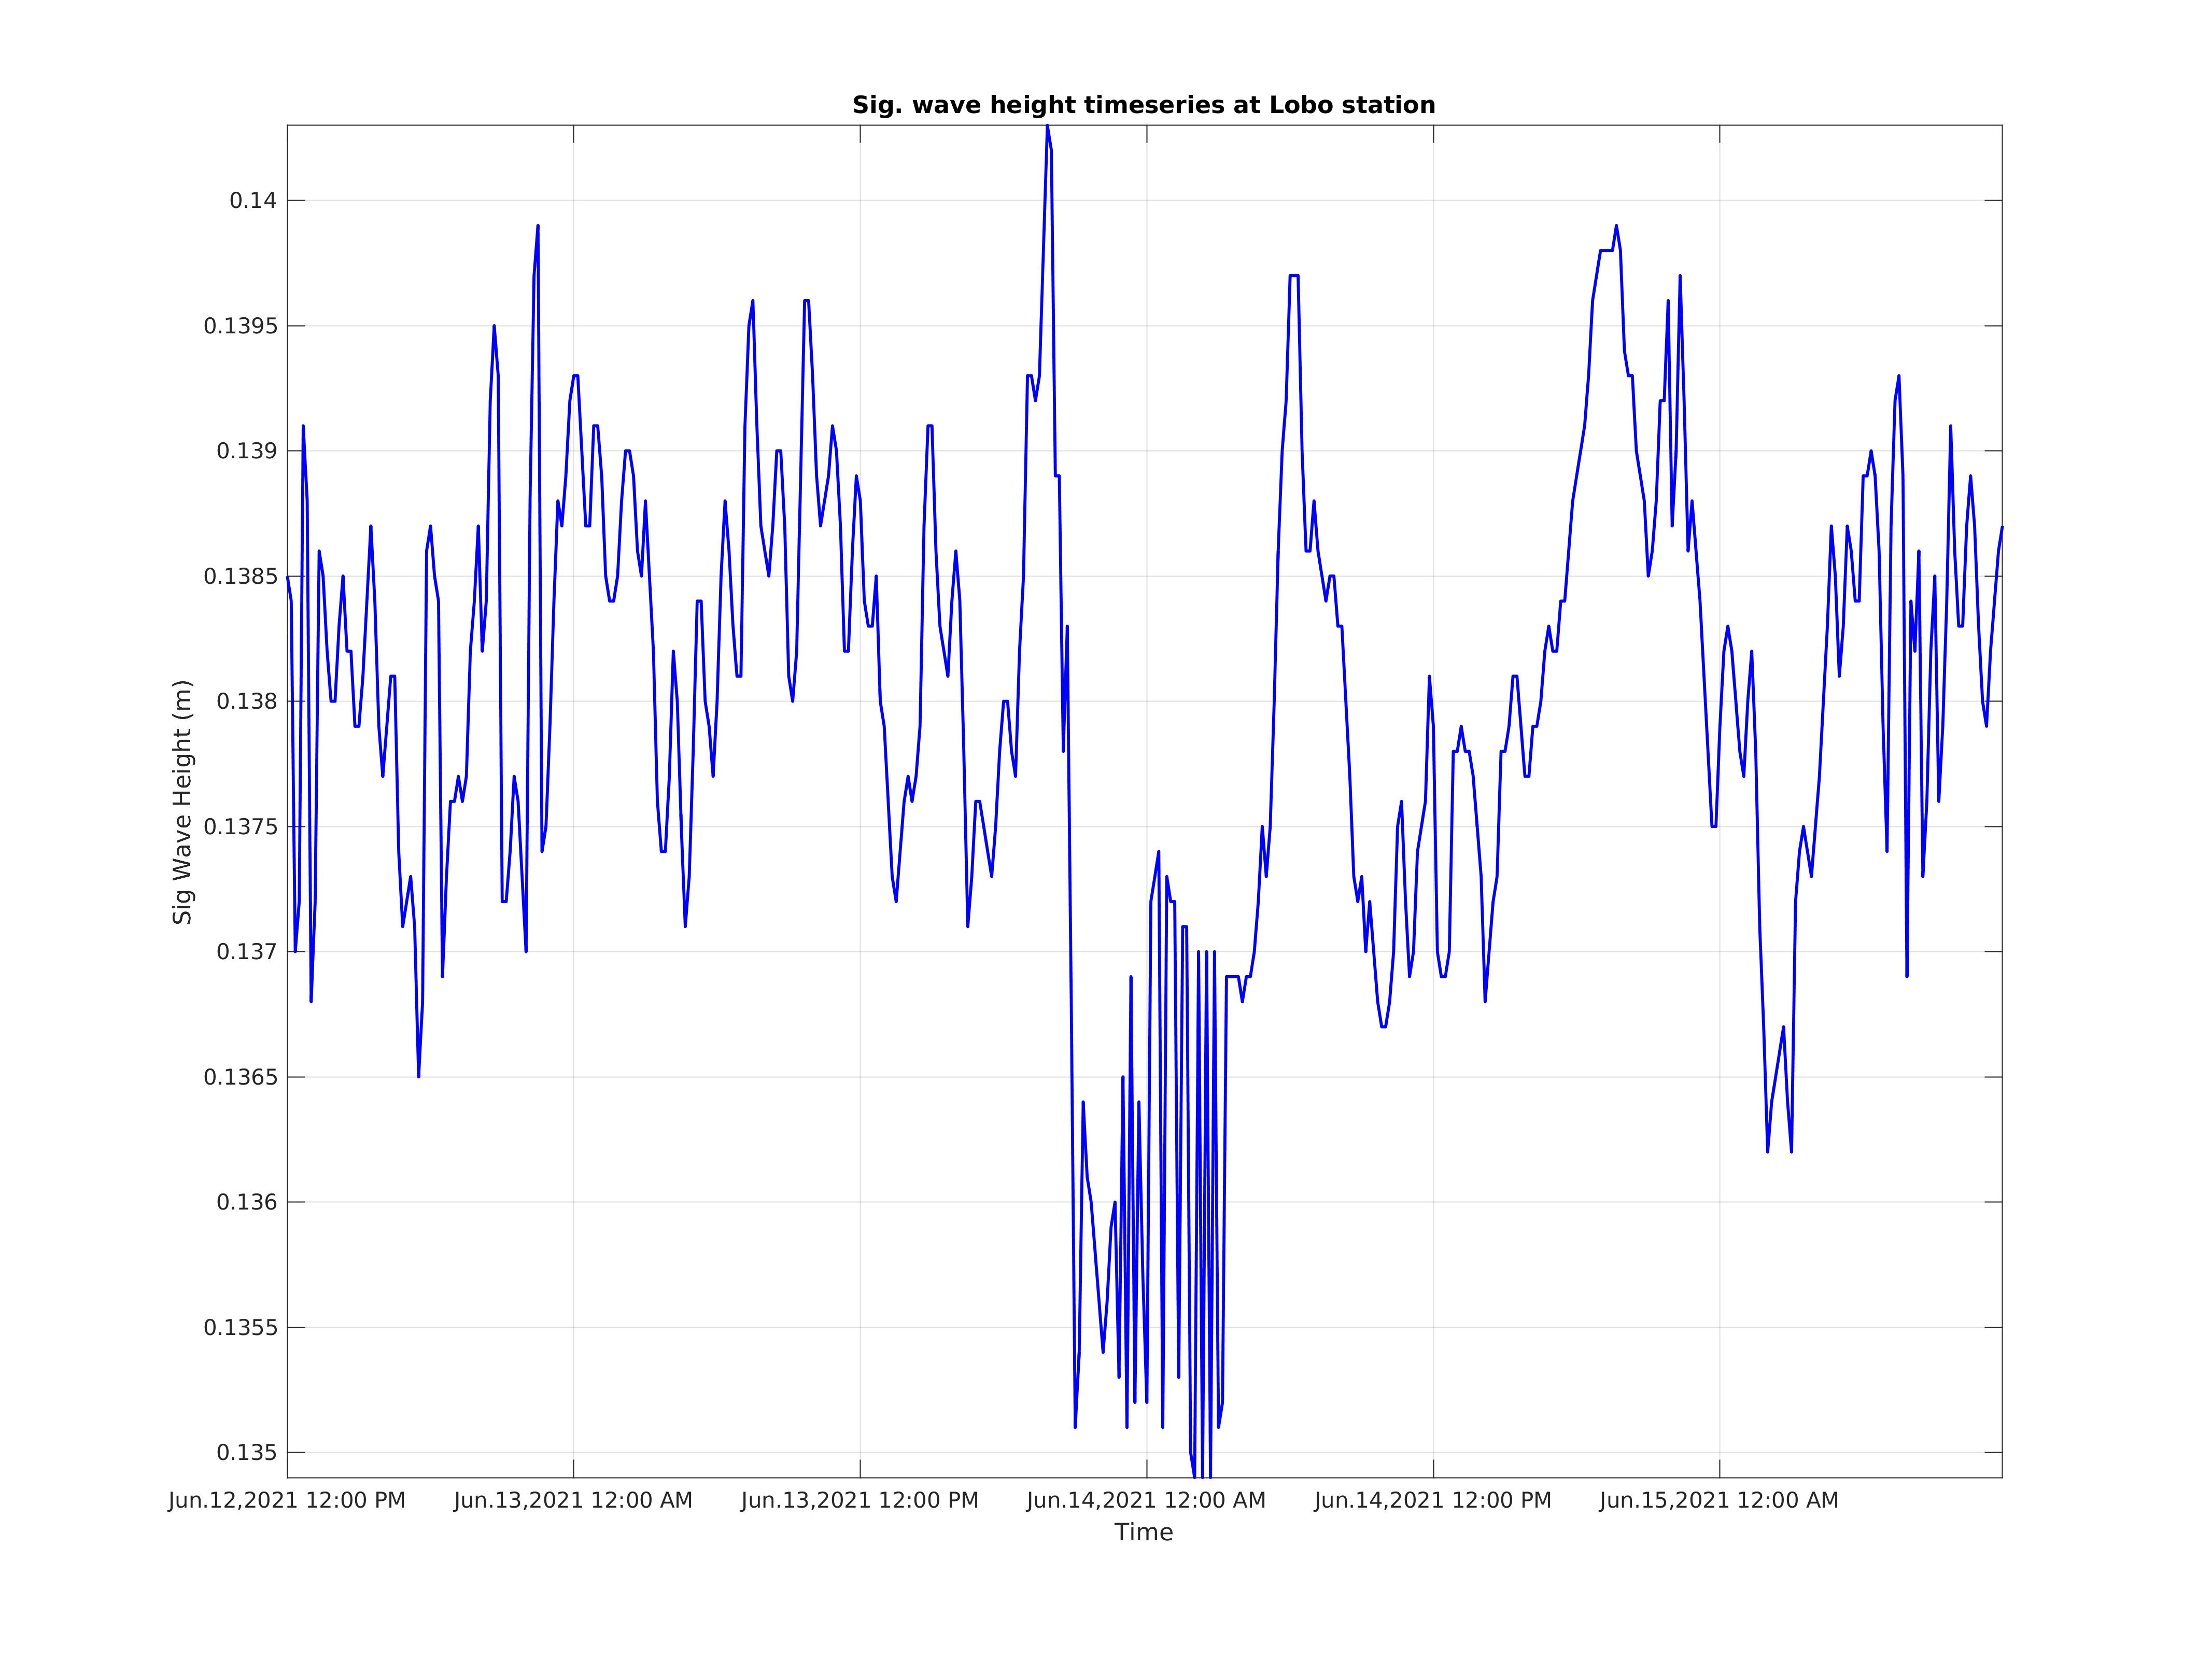 Sig. wave height timeseries at Lobo station
0.14
0.1395
0.139
0.1385
0.138
0.1375
0.137
0.1365
0.136
0.1355
0.135
Sig Wave Height (m)
Jun.12,2021 12:00 PM
Jun.13,2021 12:00 AM
Jun.13,2021 12:00 PM
Jun.14,2021 12:00 AM
Jun.14,2021 12:00 PM
Jun.15,2021 12:00 AM
Time